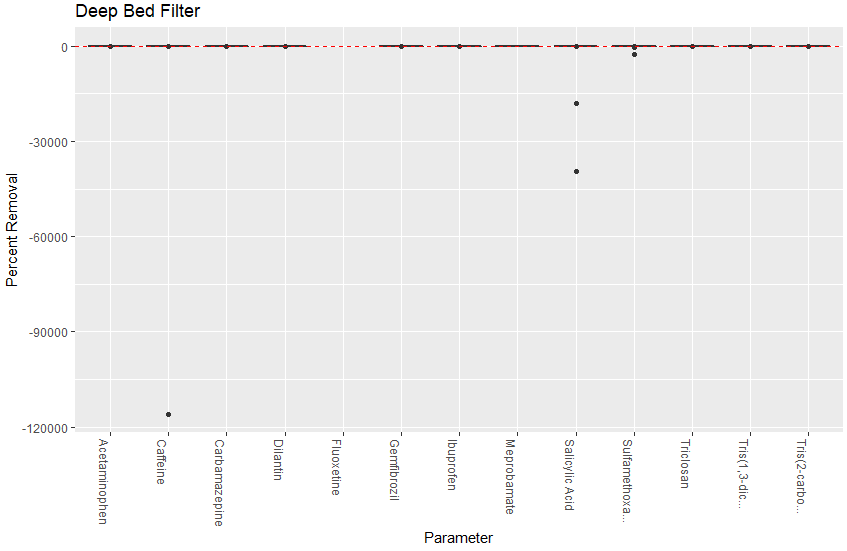 Deep Bed Filter
Percent Removal
0
-30000
-60000
-90000
-120000
Acetaminophen
Caffeine
Carbamazepine
Dilantin
Fluoxetine
Gemfibrozil
Ibuprofen
Meprobamate
Salicylic Acid
Sulfamethoxa...
Triclosan
Tris(1,3-dic...
Tris(2-carbo...
Parameter